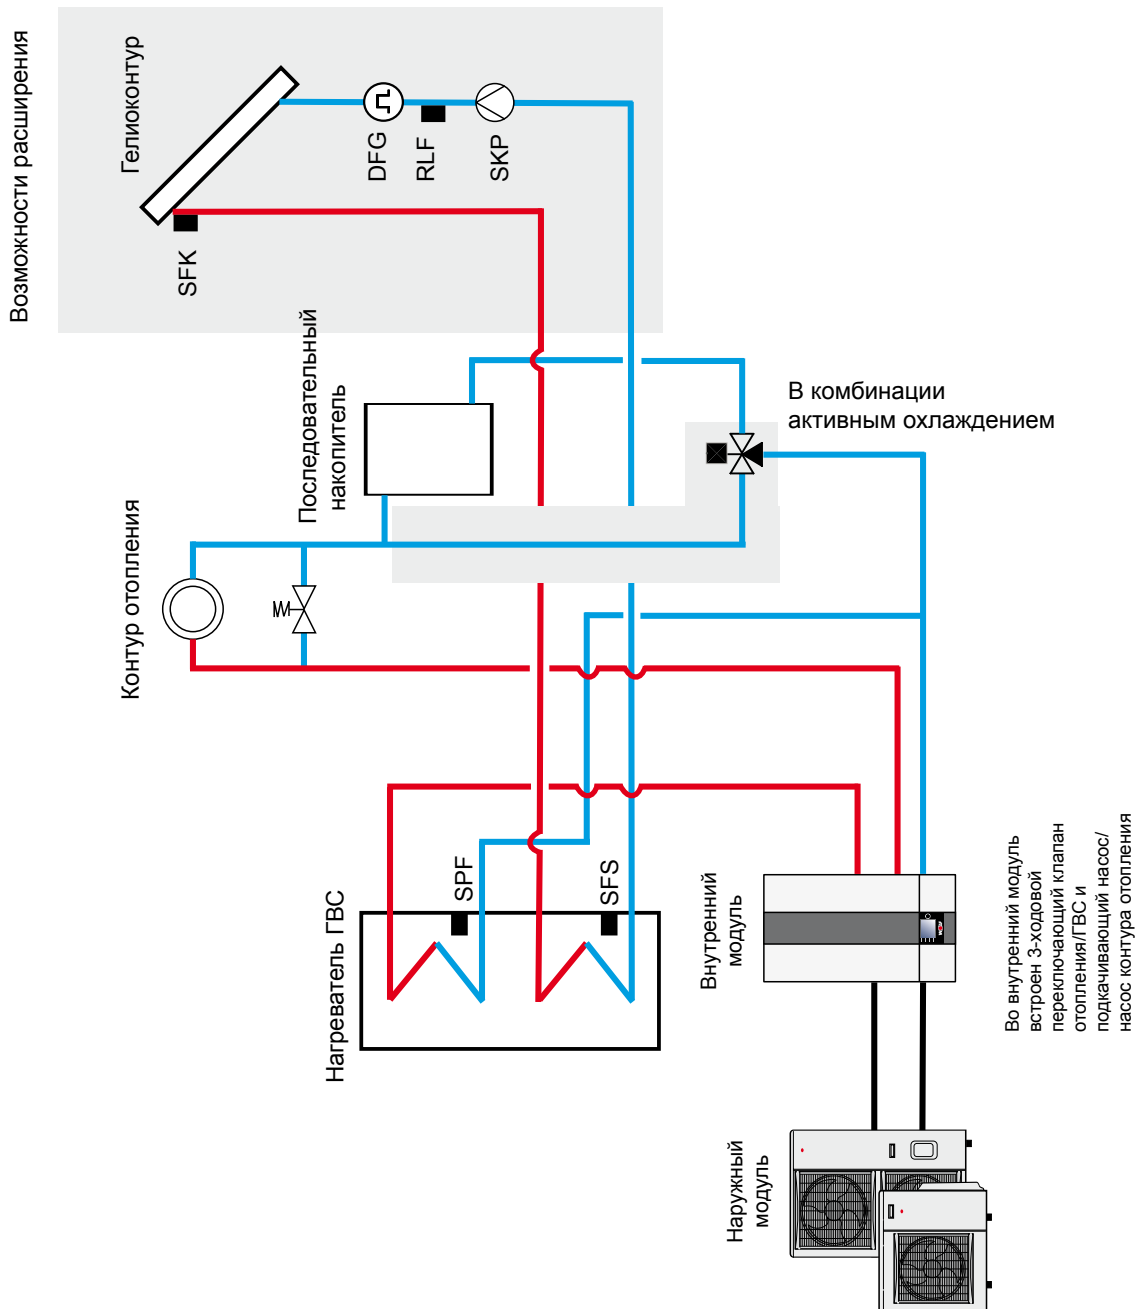 Возможности расширения
Гелиоконтур
DFG
RLF
SKP
SFK
Последовательный
накопитель
В комбинации
активным охлаждением
Контур отопления
Нагреватель ГВС
SPF
SFS
Внутренний
модуль
Во внутренний модуль
встроен 3-ходовой
переключающий клапан
отопления/ГВС и
подкачивающий насос/
насос контура отопления
Наружный
модуль